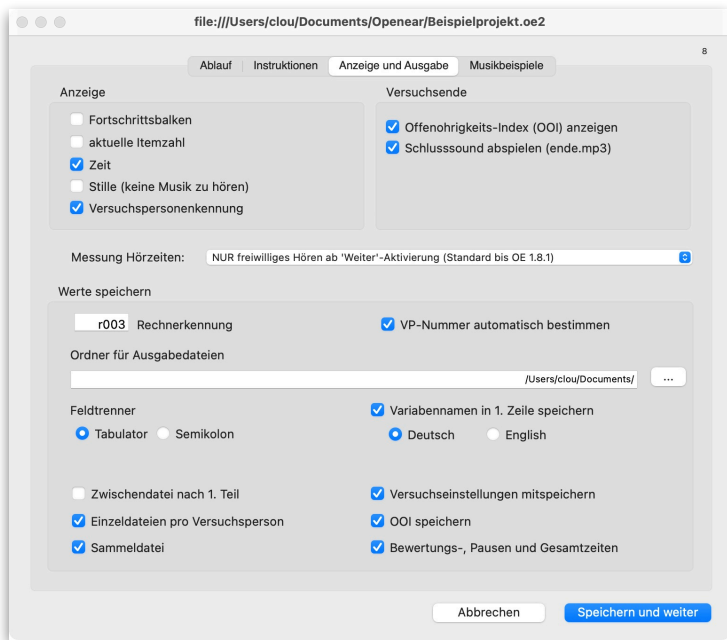 file:///Users/clou/Documents/Openear/Beispielprojekt.oe2
8
Ablauf Instruktionen Anzeige und Ausgabe Musikbeispiele
Anzeige
Fortschrittsbalken
aktuelle Itemzahl
Zeit
Stille (keine Musik zu hören)
Versuchspersonenkennung
Versuchsende
Offenohrigkeits-Index (OOI) anzeigen
Schlusssound abspielen (ende.mp3)
Messung Hörzeiten: NUR freiwilliges Hören ab 'Weiter'-Aktivierung (Standard bis OE 1.8.1)
Werte speichern
r003 Rechnerkennung
VP-Nummer automatisch bestimmen
Ordner für Ausgabedateien
/Users/clou/Documents/ ...
Feldtrenner
Tabulator Semikolon
Variabennamen in 1. Zeile speichern
Deutsch English
Zwischendatei nach 1. Teil
Einzeldateien pro Versuchsperson
Sammeldatei
Versuchseinstellungen mitspeichern
OOI speichern
Bewertungs-, Pausen und Gesamtzeiten
Abbrechen Speichern und weiter